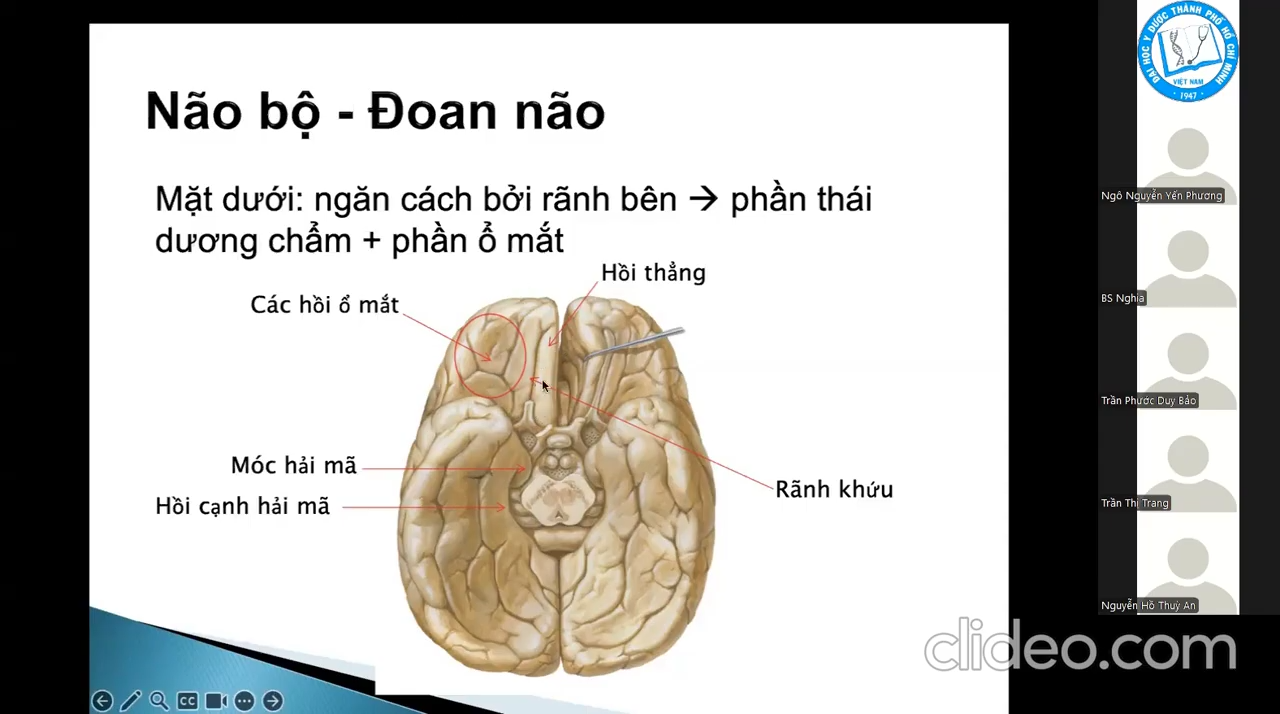 Não bộ - Đoan não
Mặt dưới: ngăn cách bởi rãnh bên → phần thái
dương chẩm + phần ổ mắt
Hồi thẳng
Các hồi ổ mắt
Móc hải mã
Hồi cạnh hải mã
Rãnh khứu
CC
ĐẠI HỌC Y DƯỢC THÀNH PHỐ HỒ CHÍ MINH
VIỆT NAM
1947
Ngô Nguyễn Yến Phương
BS Nghia
Trần Phước Duy Bảo
Trần Thị Trang
Nguyễn Hồ Thuỳ An
clideo.com